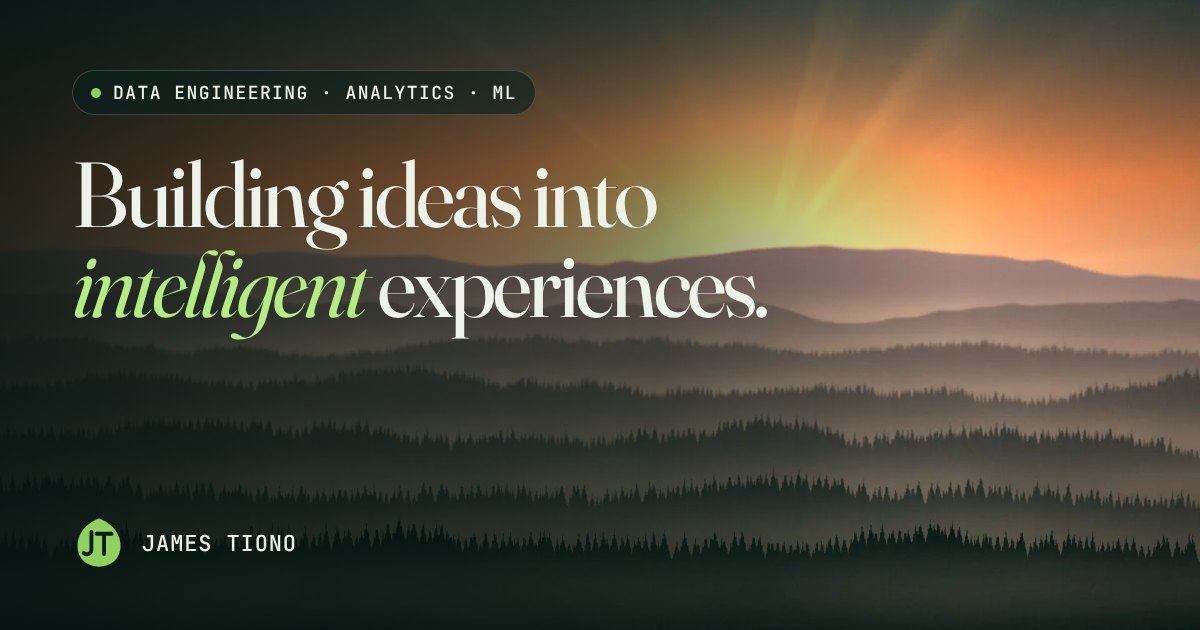 DATA ENGINEERING · ANALYTICS · ML
Building ideas into
intelligent experiences.
JT JAMES TIONO